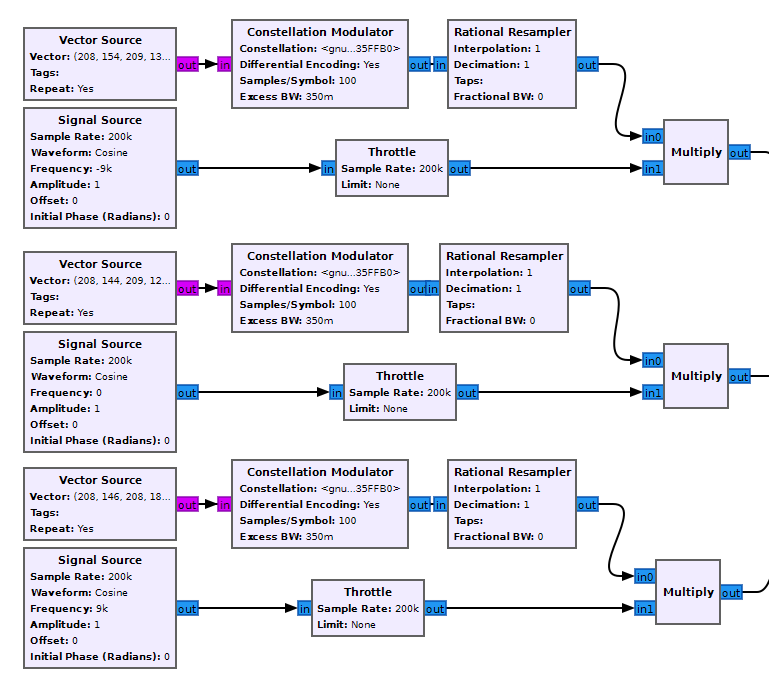 Vector Source
Vector: (208, 154, 209, 13...
Tags:
Repeat: Yes
out
in
Constellation Modulator
Constellation: <gnu...35FFB0>
Differential Encoding: Yes
Samples/Symbol: 100
Excess BW: 350m
out
in
Rational Resampler
Interpolation: 1
Decimation: 1
Taps:
Fractional BW: 0
out
Signal Source
Sample Rate: 200k
Waveform: Cosine
Frequency: -9k
Amplitude: 1
Offset: 0
Initial Phase (Radians): 0
out
in
Throttle
Sample Rate: 200k
Limit: None
out
in0
in1
Multiply
out
Vector Source
Vector: (208, 144, 209, 12...
Tags:
Repeat: Yes
out
in
Constellation Modulator
Constellation: <gnu...35FFB0>
Differential Encoding: Yes
Samples/Symbol: 100
Excess BW: 350m
out
in
Rational Resampler
Interpolation: 1
Decimation: 1
Taps:
Fractional BW: 0
out
Signal Source
Sample Rate: 200k
Waveform: Cosine
Frequency: 0
Amplitude: 1
Offset: 0
Initial Phase (Radians): 0
out
in
Throttle
Sample Rate: 200k
Limit: None
out
in0
in1
Multiply
out
Vector Source
Vector: (208, 146, 208, 18...
Tags:
Repeat: Yes
out
in
Constellation Modulator
Constellation: <gnu...35FFB0>
Differential Encoding: Yes
Samples/Symbol: 100
Excess BW: 350m
out
in
Rational Resampler
Interpolation: 1
Decimation: 1
Taps:
Fractional BW: 0
out
Signal Source
Sample Rate: 200k
Waveform: Cosine
Frequency: 9k
Amplitude: 1
Offset: 0
Initial Phase (Radians): 0
out
in
Throttle
Sample Rate: 200k
Limit: None
out
in0
in1
Multiply
out